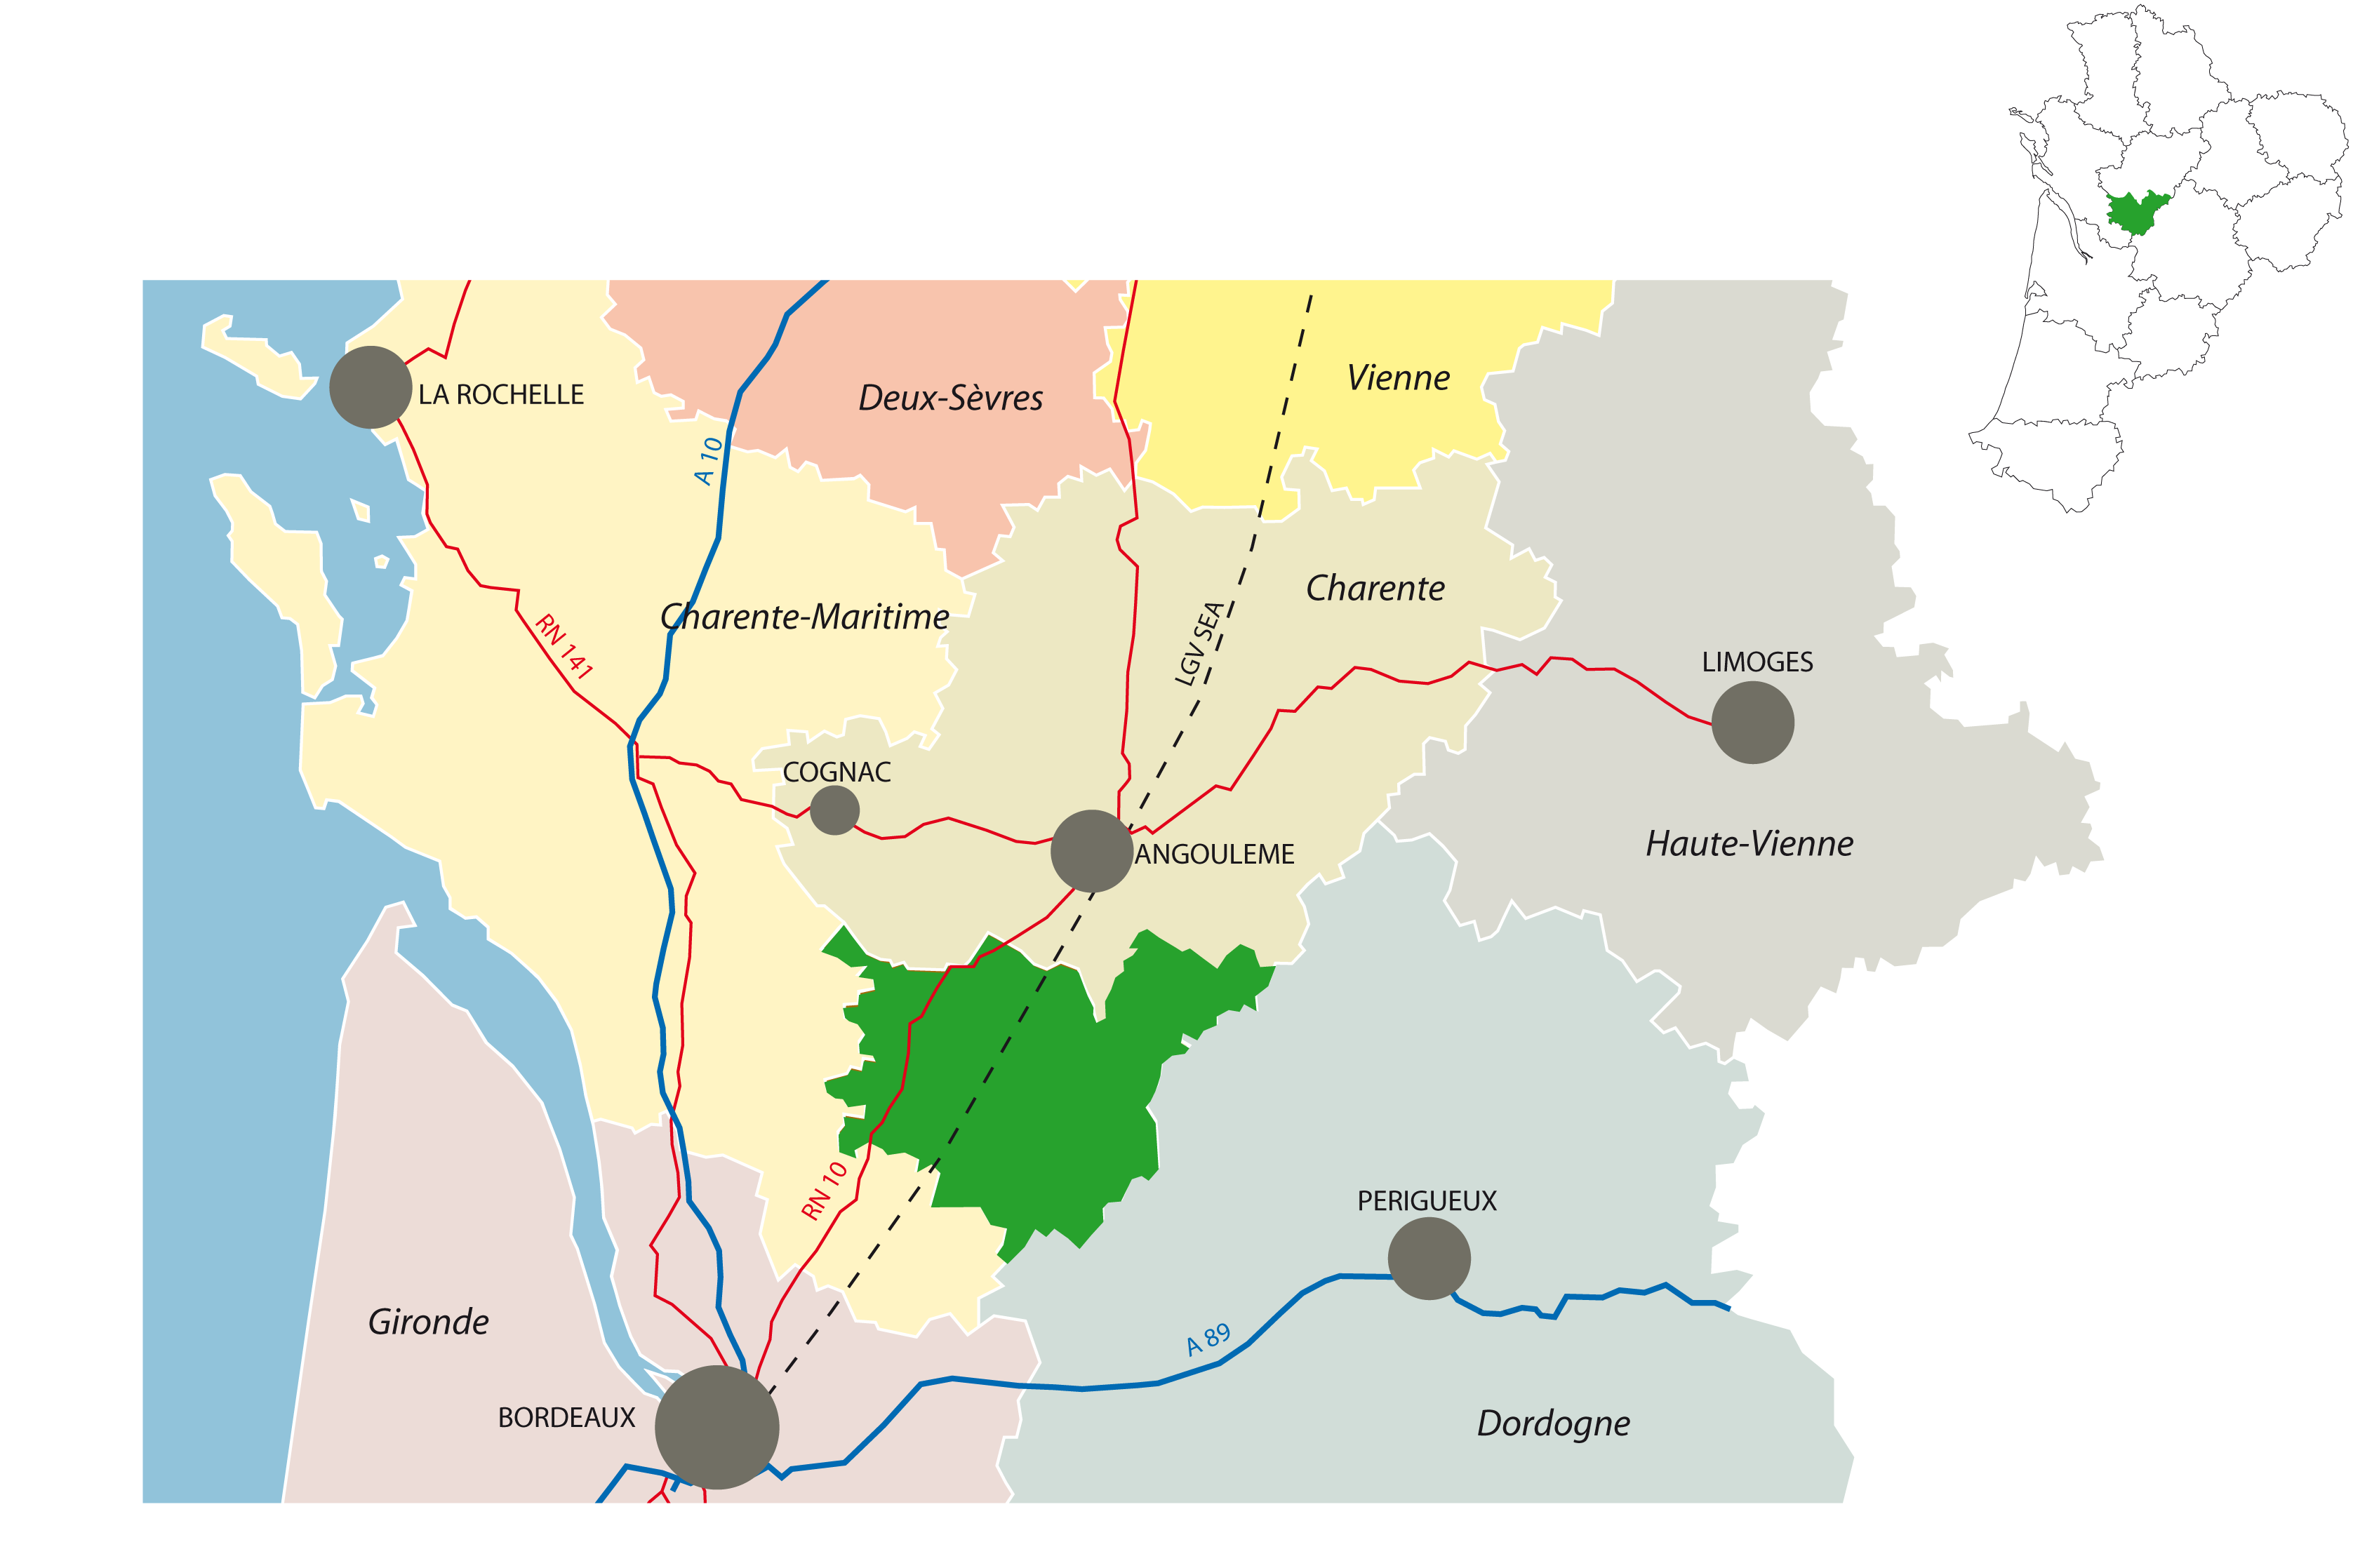 Vienne
LA ROCHELLE
Deux-Sèvres
A 10
Charente
Charente-Maritime
RN 141
LGV SEA
LIMOGES
COGNAC
ANGOULEME
Haute-Vienne
RN 10
PERIGUEUX
Gironde
A 89
BORDEAUX
Dordogne